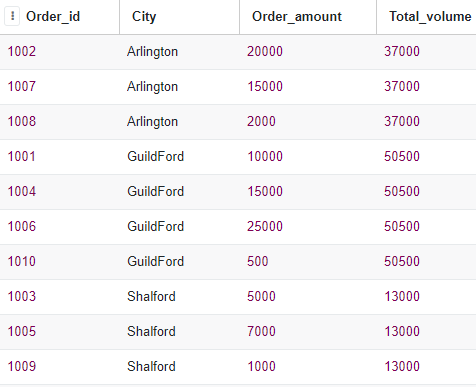 Order_id City Order_amount Total_volume
1002 Arlington 20000 37000
1007 Arlington 15000 37000
1008 Arlington 2000 37000
1001 GuildFord 10000 50500
1004 GuildFord 15000 50500
1006 GuildFord 25000 50500
1010 GuildFord 500 50500
1003 Shalford 5000 13000
1005 Shalford 7000 13000
1009 Shalford 1000 13000